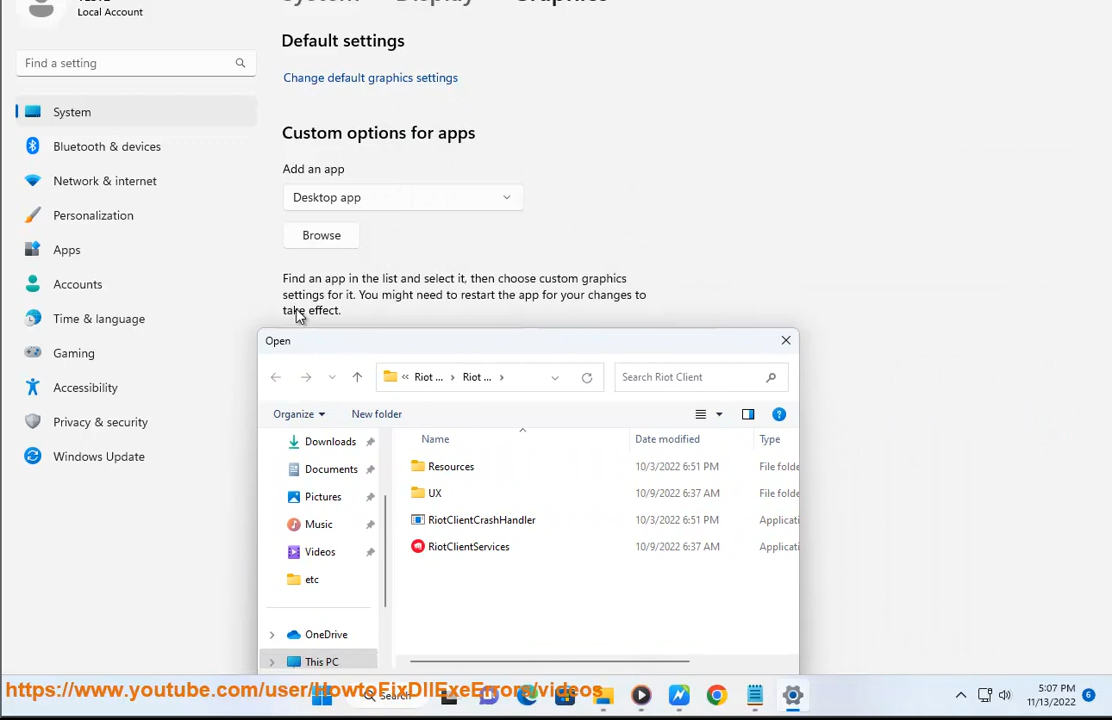 Local Account
System
Display
Graphics
Find a setting
Default settings
Change default graphics settings
System
Bluetooth & devices
Network & internet
Personalization
Apps
Accounts
Time & language
Gaming
Accessibility
Privacy & security
Windows Update
Custom options for apps
Add an app
Desktop app
Browse
Find an app in the list and select it, then choose custom graphics
settings for it. You might need to restart the app for your changes to
take effect.
Open
« Riot ... › Riot ... ›
Search Riot Client
Organize
New folder
Downloads
Documents
Pictures
Music
Videos
etc
OneDrive
This PC
Name Date modified Type
Resources 10/3/2022 6:51 PM File folde
UX 10/9/2022 6:37 AM File folde
RiotClientCrashHandler 10/3/2022 6:51 PM Applicati
RiotClientServices 10/9/2022 6:37 AM Applicati
https://www.youtube.com/user/HowtoFixDllExeErrors/videos
Search
5:07 PM
11/13/2022
6